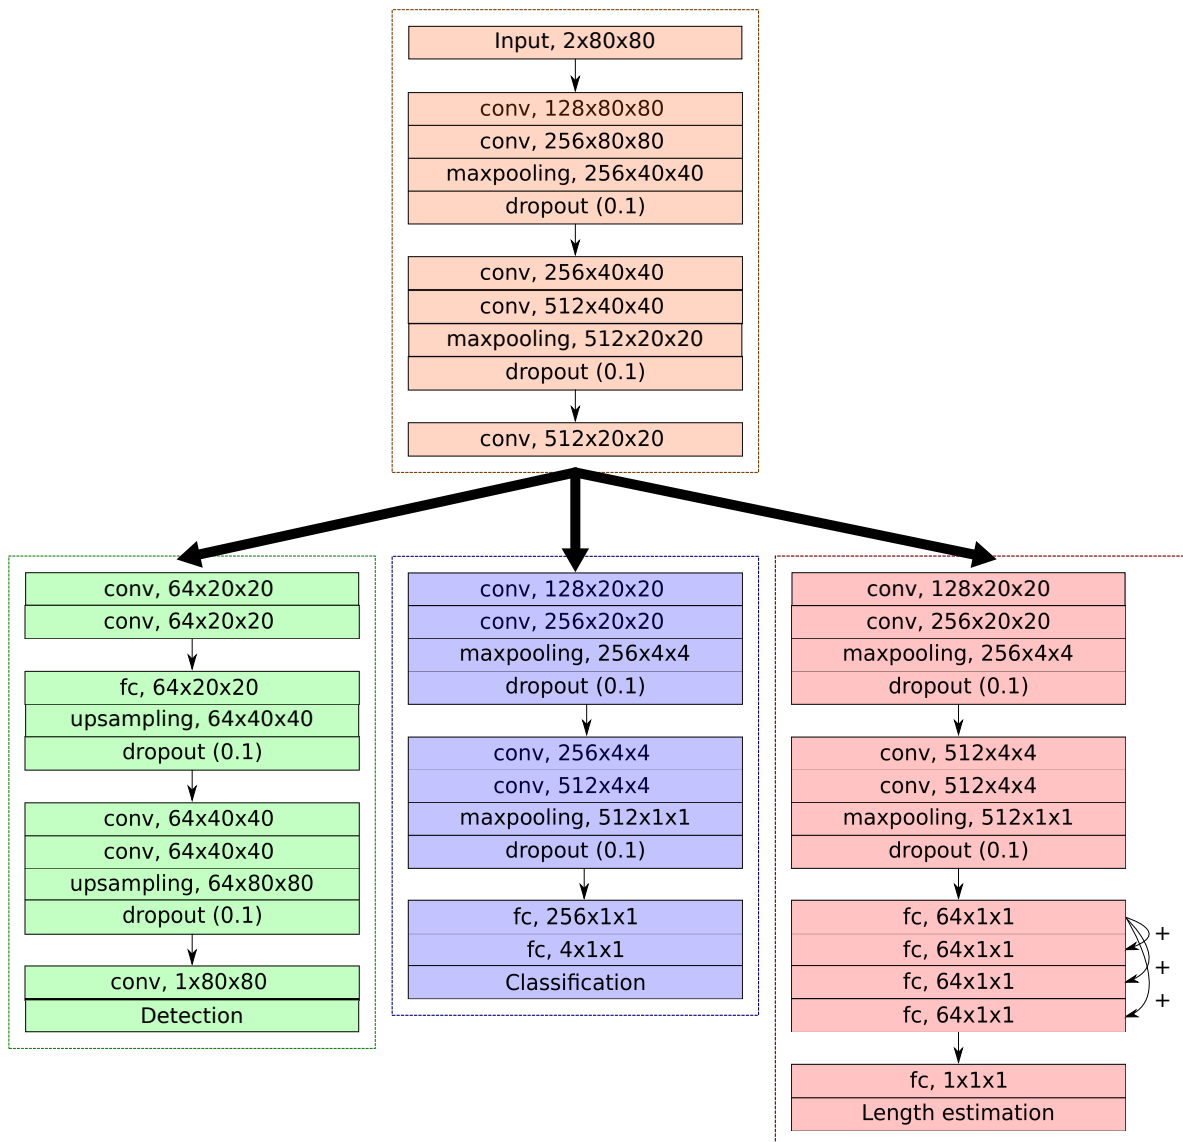 Input, 2x80x80
conv, 128x80x80
conv, 256x80x80
maxpooling, 256x40x40
dropout (0.1)
conv, 256x40x40
conv, 512x40x40
maxpooling, 512x20x20
dropout (0.1)
conv, 512x20x20
conv, 64x20x20
conv, 64x20x20
fc, 64x20x20
upsampling, 64x40x40
dropout (0.1)
conv, 64x40x40
conv, 64x40x40
upsampling, 64x80x80
dropout (0.1)
conv, 1x80x80
Detection
conv, 128x20x20
conv, 256x20x20
maxpooling, 256x4x4
dropout (0.1)
conv, 256x4x4
conv, 512x4x4
maxpooling, 512x1x1
dropout (0.1)
fc, 256x1x1
fc, 4x1x1
Classification
conv, 128x20x20
conv, 256x20x20
maxpooling, 256x4x4
dropout (0.1)
conv, 512x4x4
conv, 512x4x4
maxpooling, 512x1x1
dropout (0.1)
fc, 64x1x1
+
fc, 64x1x1
+
fc, 64x1x1
+
fc, 64x1x1
fc, 1x1x1
Length estimation